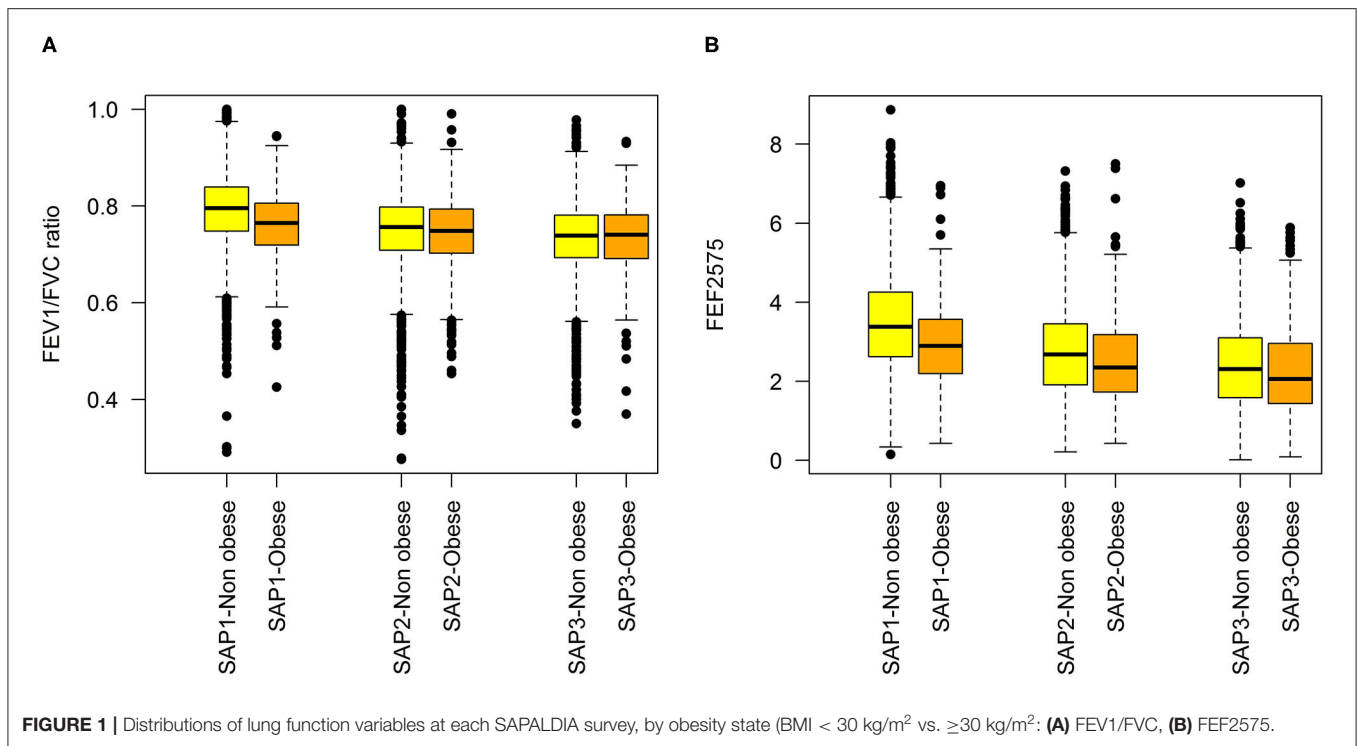 A
B
1.0
0.8
0.6
0.4
FEV1/FVC ratio
SAP1-Non obese
SAP1-Obese
SAP2-Non obese
SAP2-Obese
SAP3-Non obese
SAP3-Obese
8
6
4
2
0
FEF2575
SAP1-Non obese
SAP1-Obese
SAP2-Non obese
SAP2-Obese
SAP3-Non obese
SAP3-Obese
FIGURE 1 | Distributions of lung function variables at each SAPALDIA survey, by obesity state (BMI < 30 kg/m² vs. ≥30 kg/m²: (A) FEV1/FVC, (B) FEF2575.